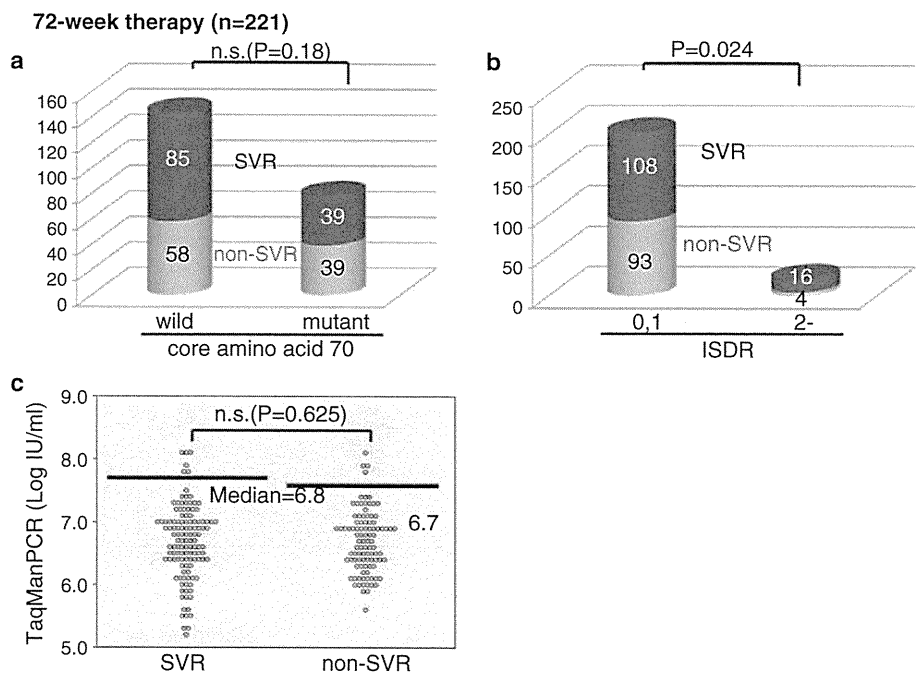 72-week therapy (n=221)
a
n.s.(P=0.18)
160
140
120
100
80
60
40
20
0
85
SVR
58
non-SVR
39
39
wild
mutant
core amino acid 70
b
P=0.024
250
200
150
100
50
0
108
SVR
93
non-SVR
16
4
0,1
2-
ISDR
c
TaqManPCR (Log IU/ml)
9.0
8.0
7.0
6.0
5.0
n.s.(P=0.625)
Median=6.8
6.7
SVR
non-SVR